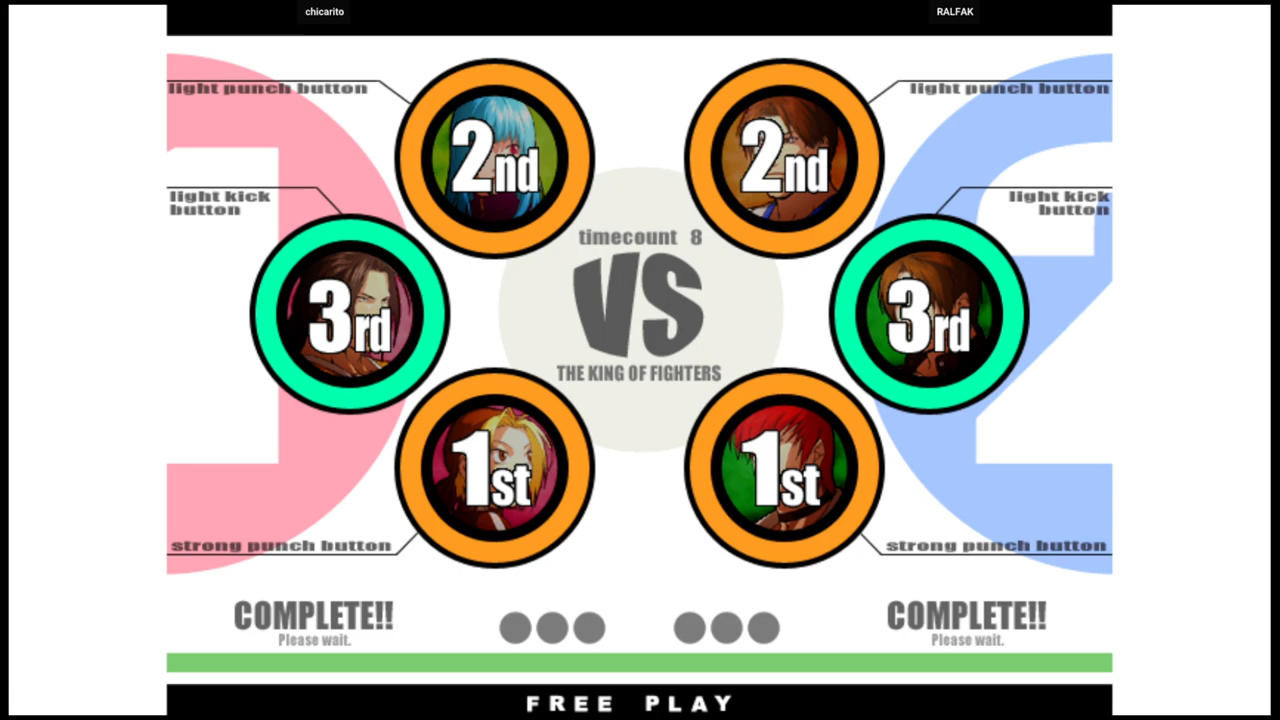 chicarito
RALFAK
light punch button
light punch button
2nd
2nd
light kick
button
light kick
button
timecount 8
VS
THE KING OF FIGHTERS
3rd
3rd
1st
1st
strong punch button
strong punch button
COMPLETE!!
Please wait.
COMPLETE!!
Please wait.
FREE PLAY
1
2